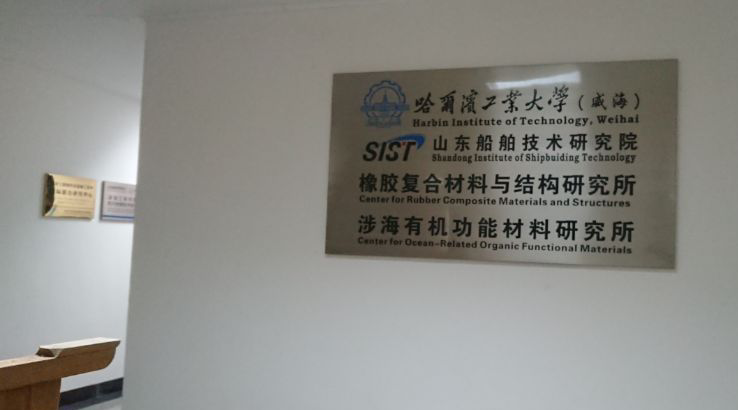 哈爾濱工業大學(威海)
Harbin Institute of Technology, Weihai
SIST 山东船舶技术研究院
Shandong Institute of Shipbuiding Technology
橡胶复合材料与结构研究所
Center for Rubber Composite Materials and Structures
涉海有机功能材料研究所
Center for Ocean-Related Organic Functional Materials